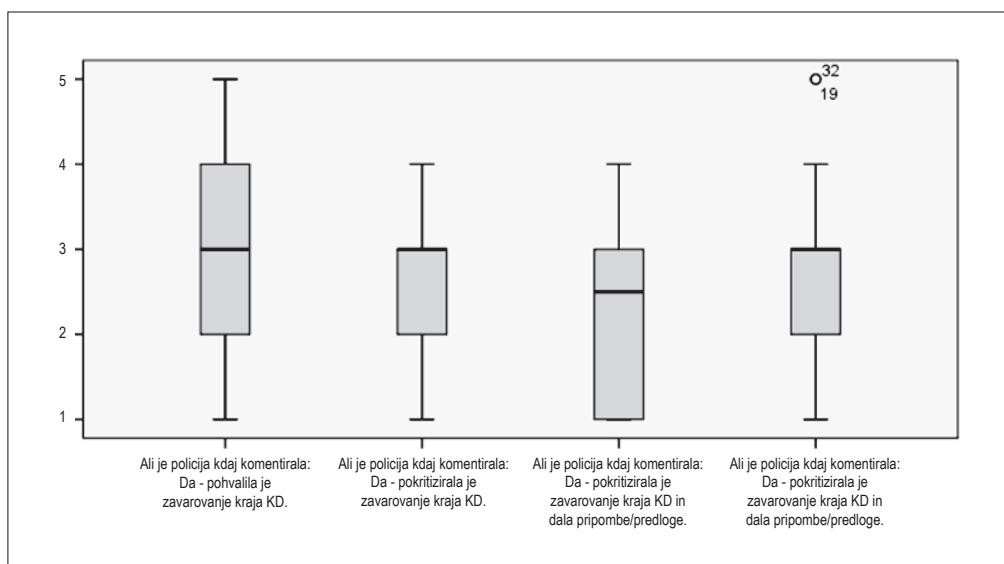 5
4
3
2
1
32
19
Ali je policija kdaj komentirala:
Da - pohvalila je
zavarovanje kraja KD.
Ali je policija kdaj komentirala:
Da - pokritizirala je
zavarovanje kraja KD.
Ali je policija kdaj komentirala:
Da - pokritizirala je
zavarovanje kraja KD in
dala pripombe/predloge.
Ali je policija kdaj komentirala:
Da - pokritizirala je
zavarovanje kraja KD in
dala pripombe/predloge.